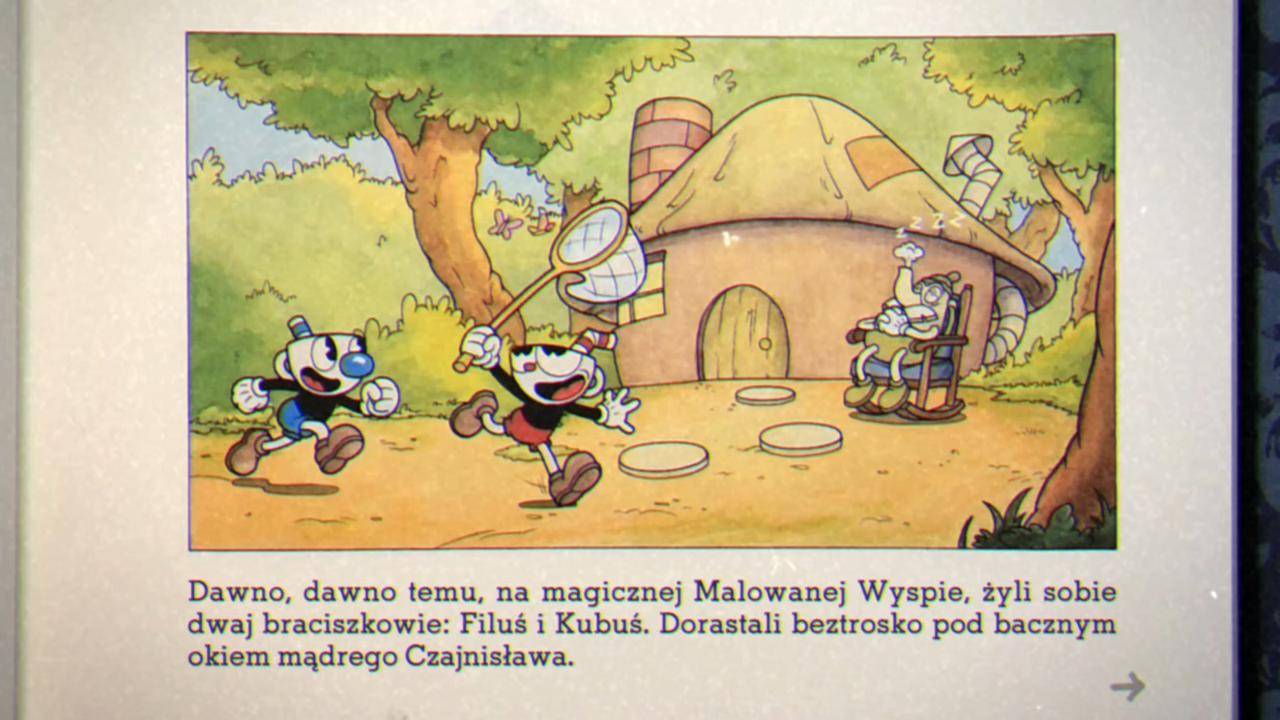 z z z z
Dawno, dawno temu, na magicznej Malowanej Wyspie, żyli sobie
dwaj braciszkowie: Filuś i Kubuś. Dorastali beztrosko pod bacznym
okiem mądrego Czajnisława.